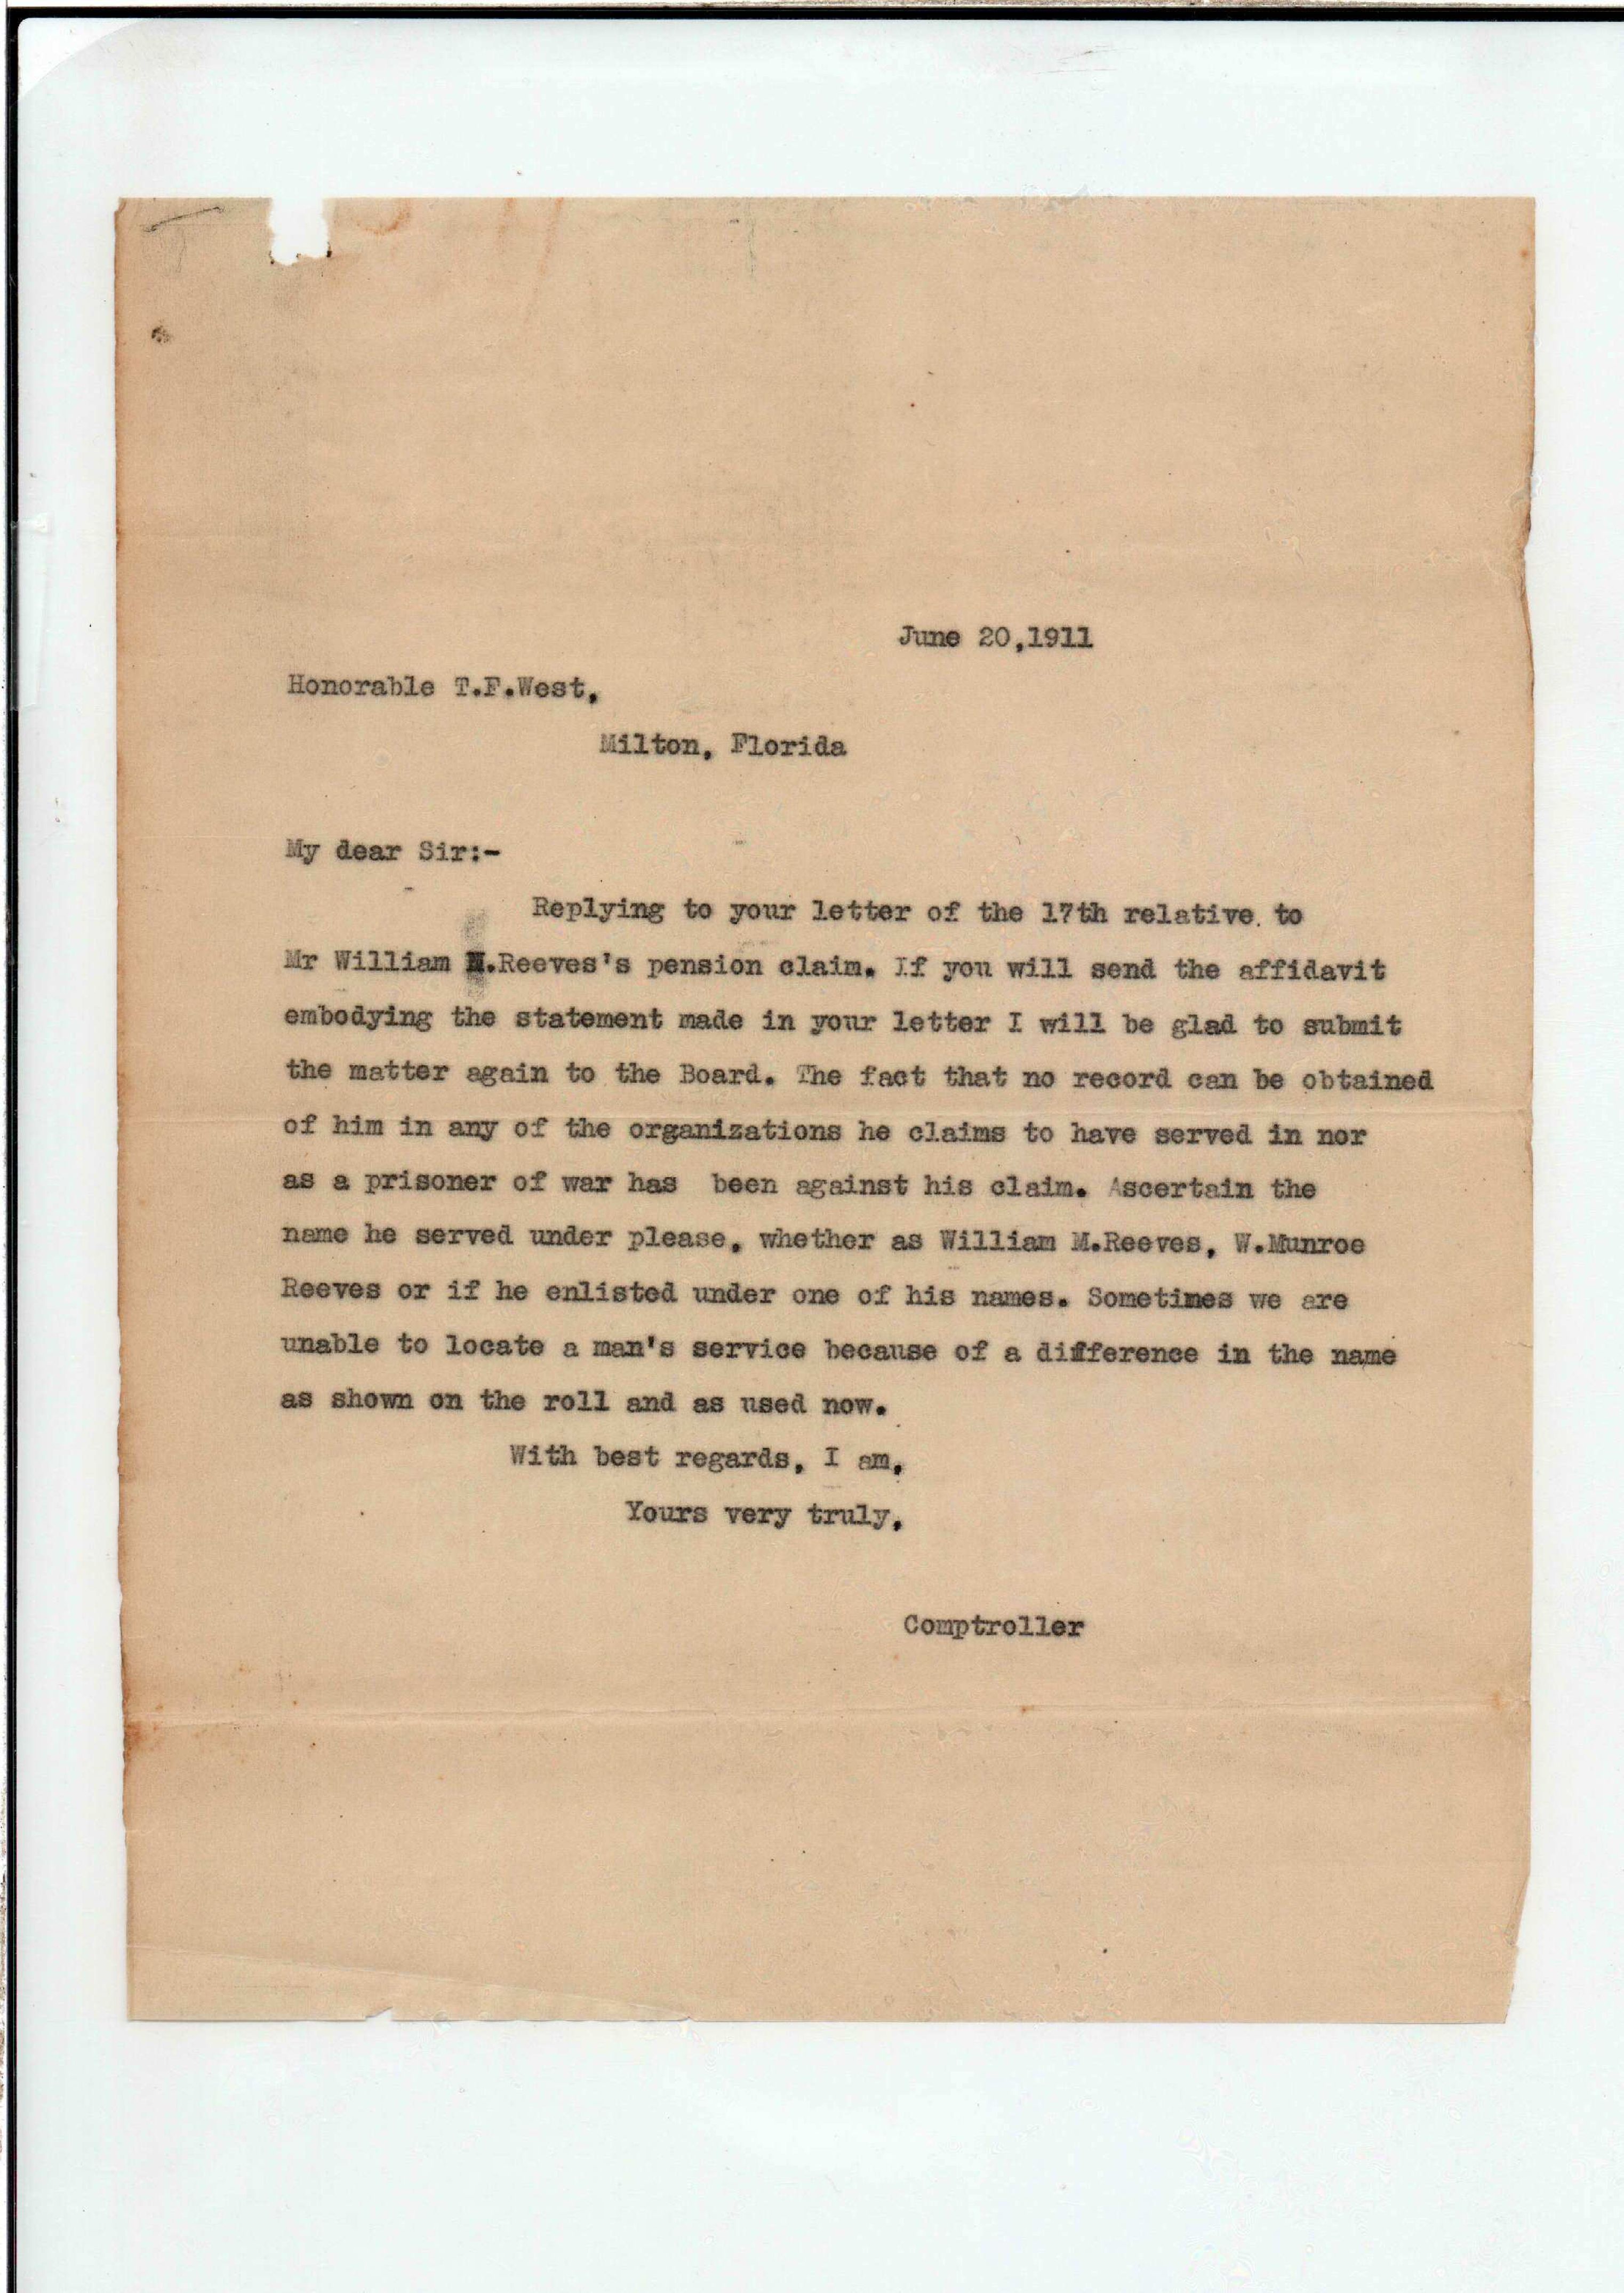 June 20,1911
Honorable T.F.West,
Milton, Florida
My dear Sir:-
Replying to your letter of the 17th relative to
Mr William M.Reeves's pension claim. If you will send the affidavit
embodying the statement made in your letter I will be glad to submit
the matter again to the Board. The fact that no record can be obtained
of him in any of the organizations he claims to have served in nor
as a prisoner of war has been against his claim. Ascertain the
name he served under please, whether as William M.Reeves, W.Munroe
Reeves or if he enlisted under one of his names. Sometimes we are
unable to locate a man's service because of a difference in the name
as shown on the roll and as used now.
With best regards, I am,
Yours very truly,
Comptroller